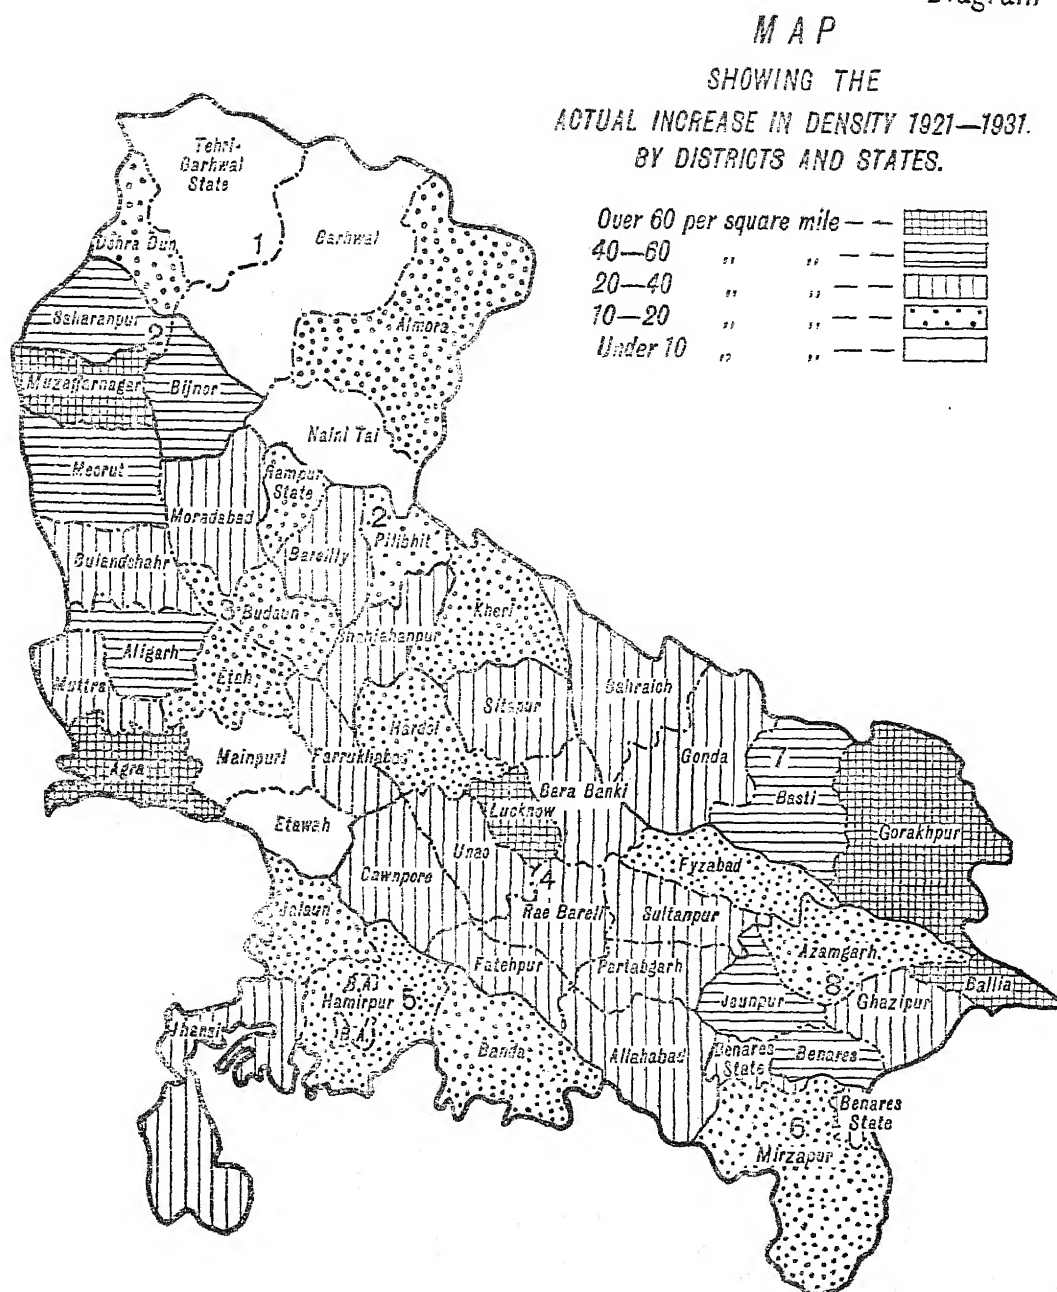 Diagram
MAP
SHOWING THE
ACTUAL INCREASE IN DENSITY 1921—1931.
BY DISTRICTS AND STATES.
Over 60 per square mile — —
40—60 " " — —
20—40 " " — —
10—20 " " — —
Under 10 " " — —
Tehri-
Garhwal
State
Dehra Dun
1
Garhwal
Saharanpur
2
Almora
Muzaffarnagar
Bijnor
Naini Tal
Meerut
Rampur
State
Moradabad
2
Pilibhit
Bareilly
Bulandshahr
3
Budaun
Kheri
Shahjahanpur
Aligarh
Etah
Muttra
Bahraich
Sitapur
Hardoi
Mainpuri
Farrukhabad
Gonda
7
Agra
Bara Banki
Basti
Lucknow
Gorakhpur
Etawah
Unao
Fyzabad
Cawnpore
4
Jalaun
Rae Bareli
Sultanpur
Azamgarh
Fatehpur
Partabgarh
8
B.A.
Hamirpur
5
Jaunpur
Ghazipur
Ballia
Jhansi
B.A.
Banda
Allahabad
Benares
State
Benares
Benares
State
6
Mirzapur